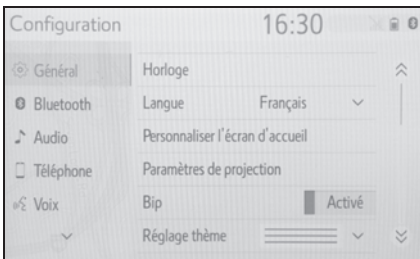 Configuration 16:30
Général
Bluetooth
Audio
Téléphone
Voix
Horloge
Langue Français
Personnaliser l'écran d'accueil
Paramètres de projection
Bip Activé
Réglage thème